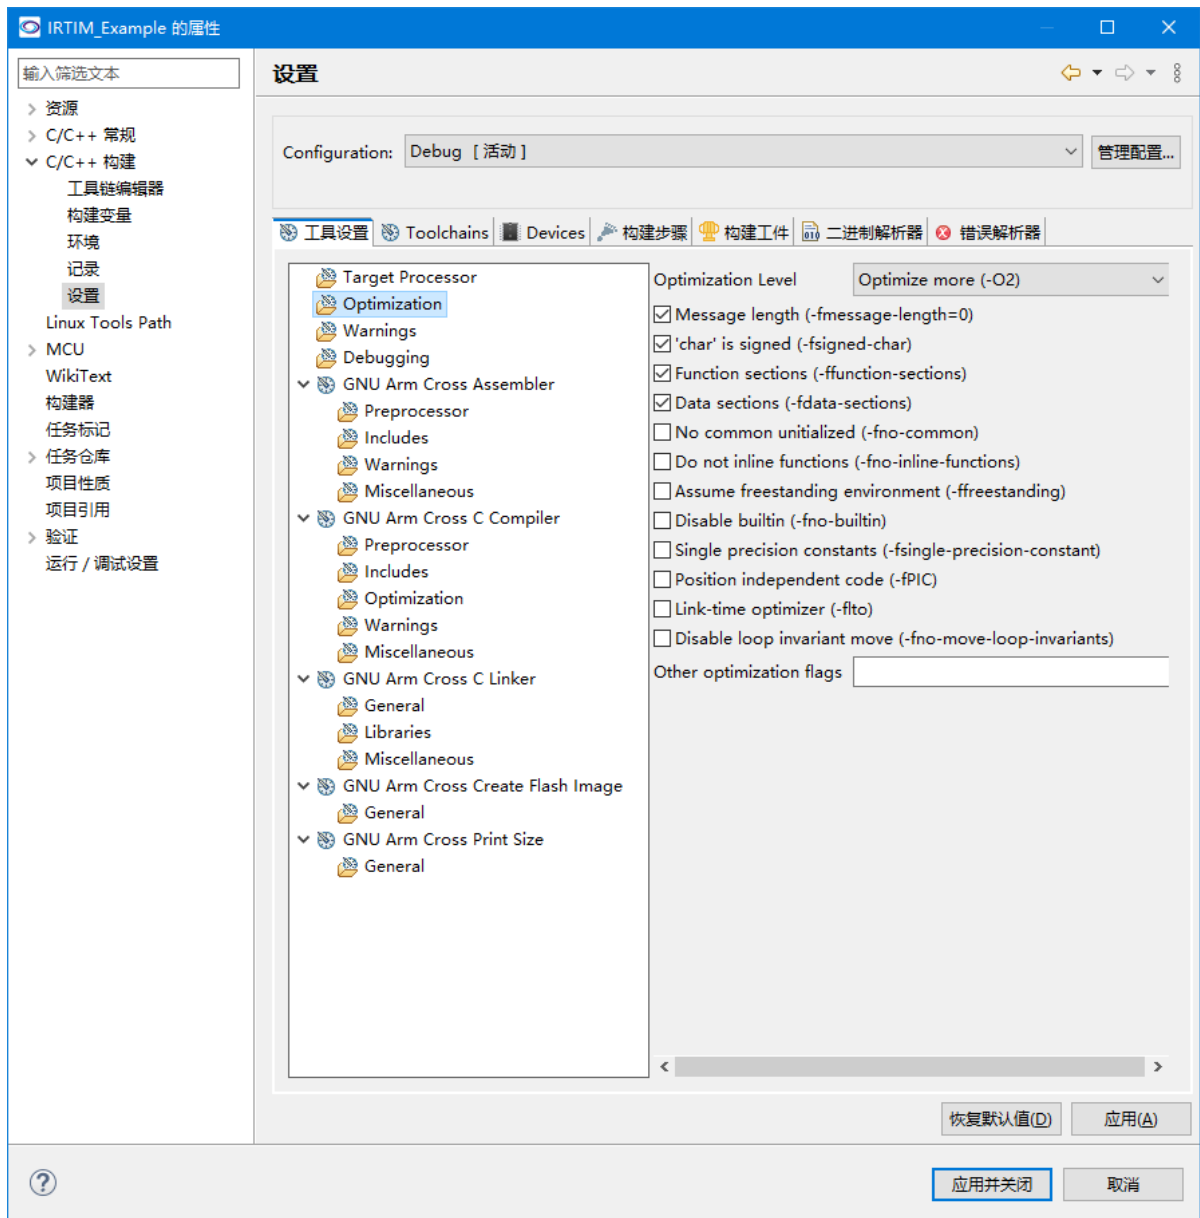 IRTIM_Example 的属性
输入筛选文本
资源
C/C++ 常规
C/C++ 构建
工具链编辑器
构建变量
环境
记录
设置
Linux Tools Path
MCU
WikiText
构建器
任务标记
任务仓库
项目性质
项目引用
验证
运行 / 调试设置
设置
Configuration: Debug [ 活动 ] 管理配置...
工具设置 Toolchains Devices 构建步骤 构建工件 二进制解析器 错误解析器
Target Processor
Optimization
Warnings
Debugging
GNU Arm Cross Assembler
Preprocessor
Includes
Warnings
Miscellaneous
GNU Arm Cross C Compiler
Preprocessor
Includes
Optimization
Warnings
Miscellaneous
GNU Arm Cross C Linker
General
Libraries
Miscellaneous
GNU Arm Cross Create Flash Image
General
GNU Arm Cross Print Size
General
Optimization Level Optimize more (-O2)
Message length (-fmessage-length=0)
'char' is signed (-fsigned-char)
Function sections (-ffunction-sections)
Data sections (-fdata-sections)
No common unitialized (-fno-common)
Do not inline functions (-fno-inline-functions)
Assume freestanding environment (-ffreestanding)
Disable builtin (-fno-builtin)
Single precision constants (-fsingle-precision-constant)
Position independent code (-fPIC)
Link-time optimizer (-flto)
Disable loop invariant move (-fno-move-loop-invariants)
Other optimization flags
恢复默认值(D) 应用(A)
应用并关闭 取消